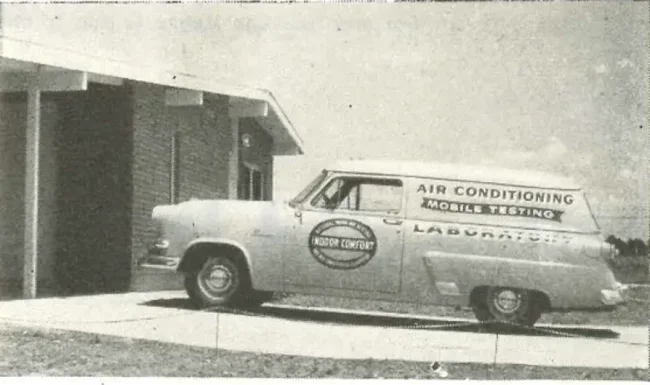 AIR CONDITIONING
MOBILE TESTING
LABORATORY
INDOOR COMFORT